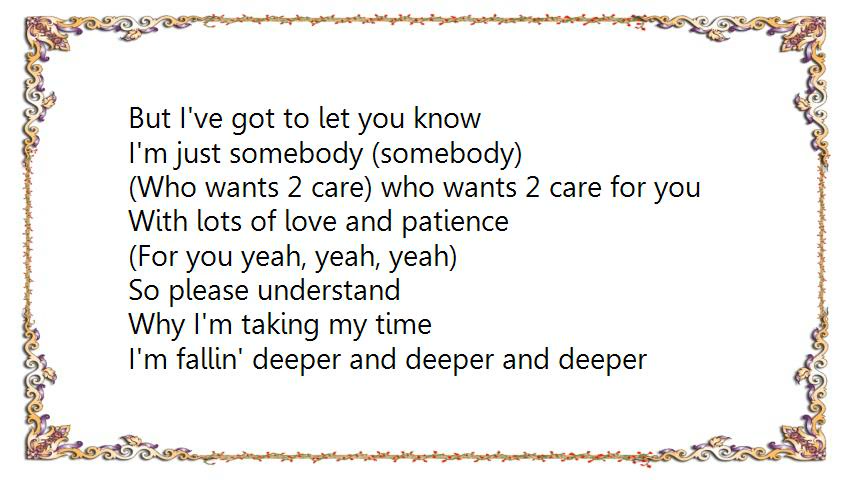 But I've got to let you know
I'm just somebody (somebody)
(Who wants 2 care) who wants 2 care for you
With lots of love and patience
(For you yeah, yeah, yeah)
So please understand
Why I'm taking my time
I'm fallin' deeper and deeper and deeper